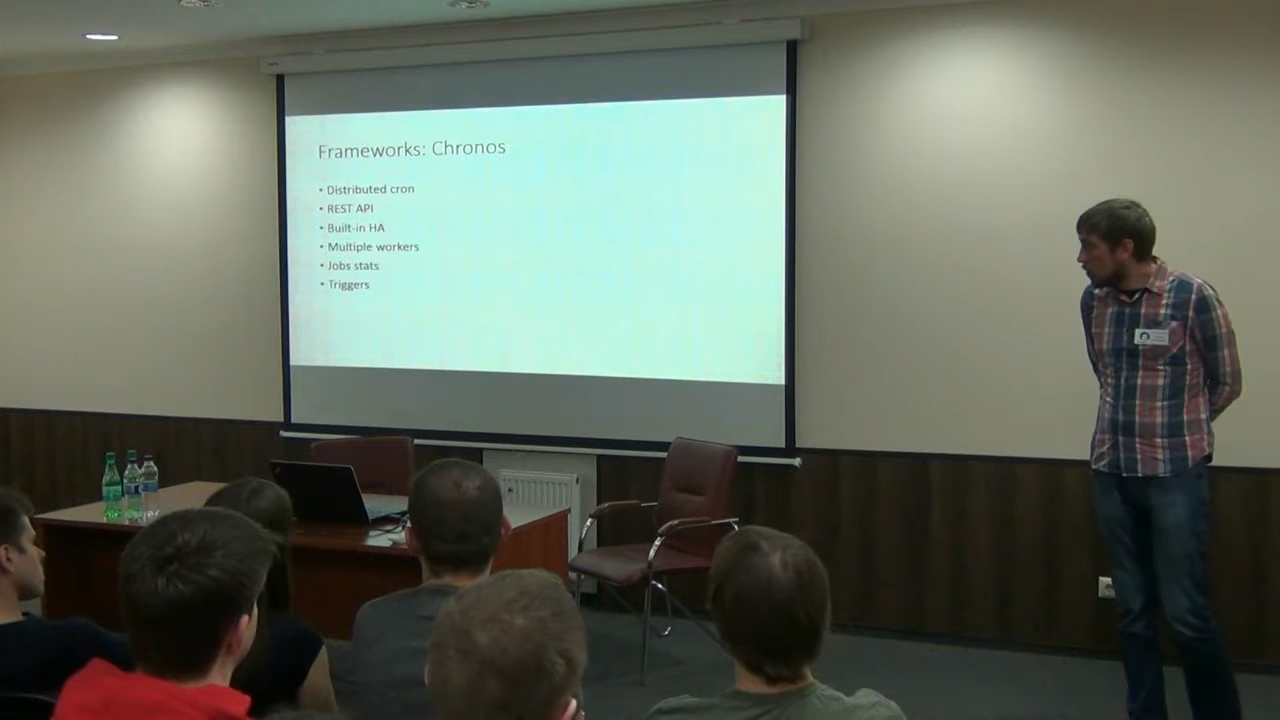 Frameworks: Chronos
• Distributed cron
• REST API
• Built-in HA
• Multiple workers
• Jobs stats
• Triggers